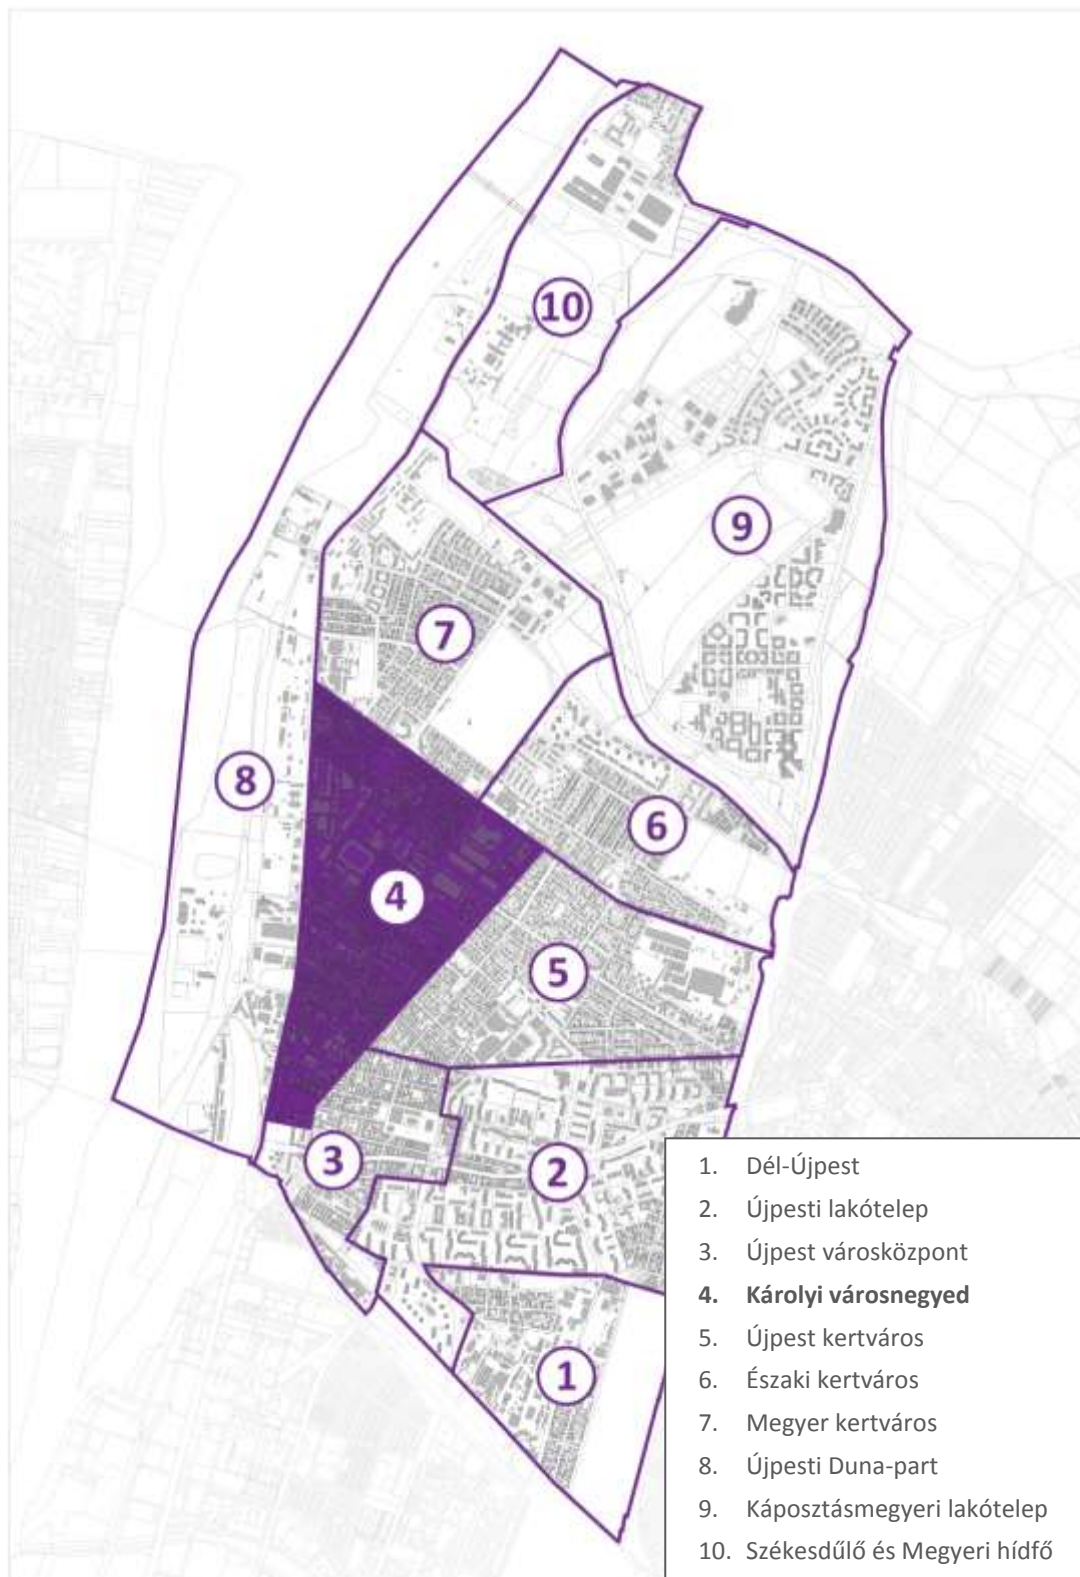 10
9
7
8
6
4
5
3
2
1
1. Dél-Újpest
2. Újpesti lakótelep
3. Újpest városközpont
4. Károlyi városnegyed
5. Újpest kertváros
6. Északi kertváros
7. Megyer kertváros
8. Újpesti Duna-part
9. Káposztásmegyeri lakótelep
10. Székesdűlő és Megyeri hídfő